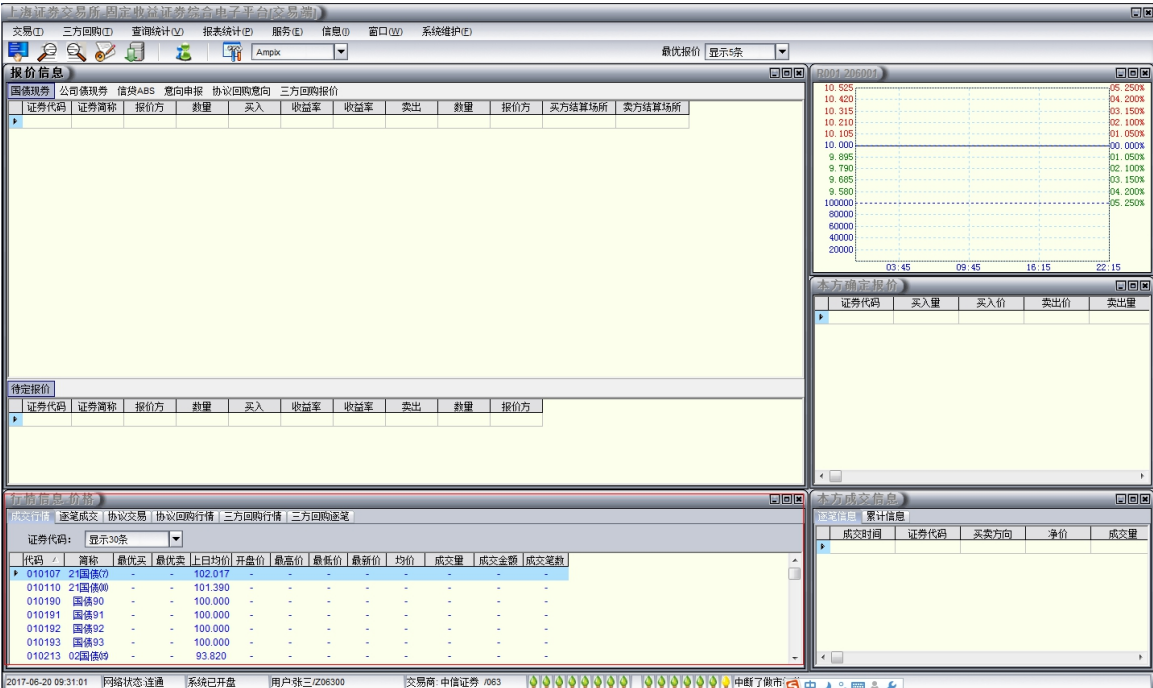 上海证券交易所.固定收益证券综合电子平台[交易端]
交易(T) 三方回购(T) 查询统计(V) 报表统计(P) 服务(E) 信息(I) 窗口(W) 系统维护(E)
Ampix 最优报价 显示5条
报价信息
国债现券 公司债现券 信贷ABS 意向申报 协议回购意向 三方回购报价
证券代码 证券简称 报价方 数量 买入 收益率 收益率 卖出 数量 报价方 买方结算场所 卖方结算场所
待定报价
证券代码 证券简称 报价方 数量 买入 收益率 收益率 卖出 数量 报价方
R001.206001
10.525 05.250%
10.420 04.200%
10.315 03.150%
10.210 02.100%
10.105 01.050%
10.000 00.000%
9.895 01.050%
9.790 02.100%
9.685 03.150%
9.580 04.200%
100000 05.250%
80000
60000
40000
20000
03:45 09:45 16:15 22:15
本方确定报价
证券代码 买入量 买入价 卖出价 卖出量
行情信息.价格
成交行情 逐笔成交 协议交易 协议回购行情 三方回购行情 三方回购逐笔
证券代码: 显示30条
代码 简称 最优买 最优卖 上日均价 开盘价 最高价 最低价 最新价 均价 成交量 成交金额 成交笔数
010107 21国债⑺ - - 102.017 - - - - - - - -
010110 21国债⑽ - - 101.390 - - - - - - - -
010190 国债90 - - 100.000 - - - - - - - -
010191 国债91 - - 100.000 - - - - - - - -
010192 国债92 - - 100.000 - - - - - - - -
010193 国债93 - - 100.000 - - - - - - - -
010213 02国债⒀ - - 93.820 - - - - - - - -
本方成交信息
逐笔信息 累计信息
成交时间 证券代码 买卖方向 净价 成交量
2017-06-20 09:31:01 网络状态:连通 系统已开盘 用户:张三/Z06300 交易商:中信证券 /063 中断了做市 中